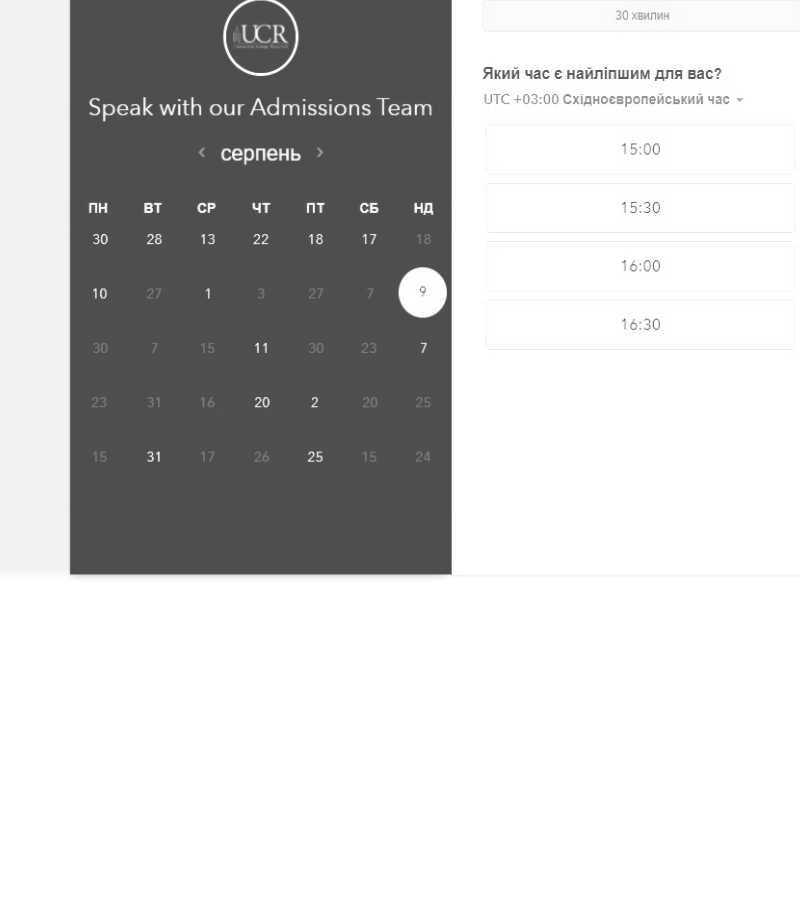 UCR
Speak with our Admissions Team
серпень
ПН ВТ СР ЧТ ПТ СБ НД
30 28 13 22 18 17 18
10 27 1 3 27 7 9
30 7 15 11 30 23 7
23 31 16 20 2 20 25
15 31 17 26 25 15 24
30 хвилин
Який час є найліпшим для вас?
UTC +03:00 Східноєвропейський час
15:00
15:30
16:00
16:30